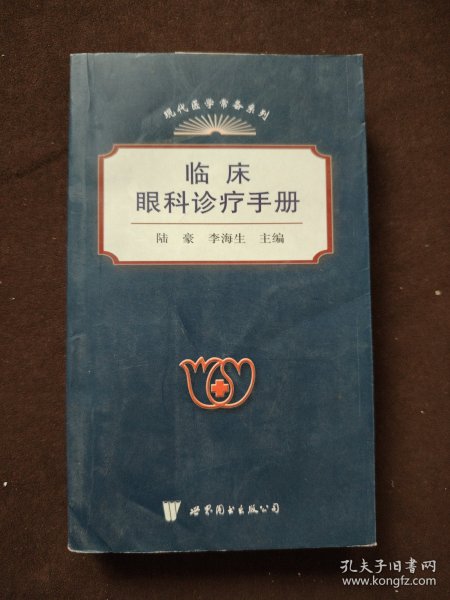 现代医学常备系列
临床
眼科诊疗手册
陆豪 李海生 主编
世界图书出版公司
孔夫子旧书网
www.kongfz.com